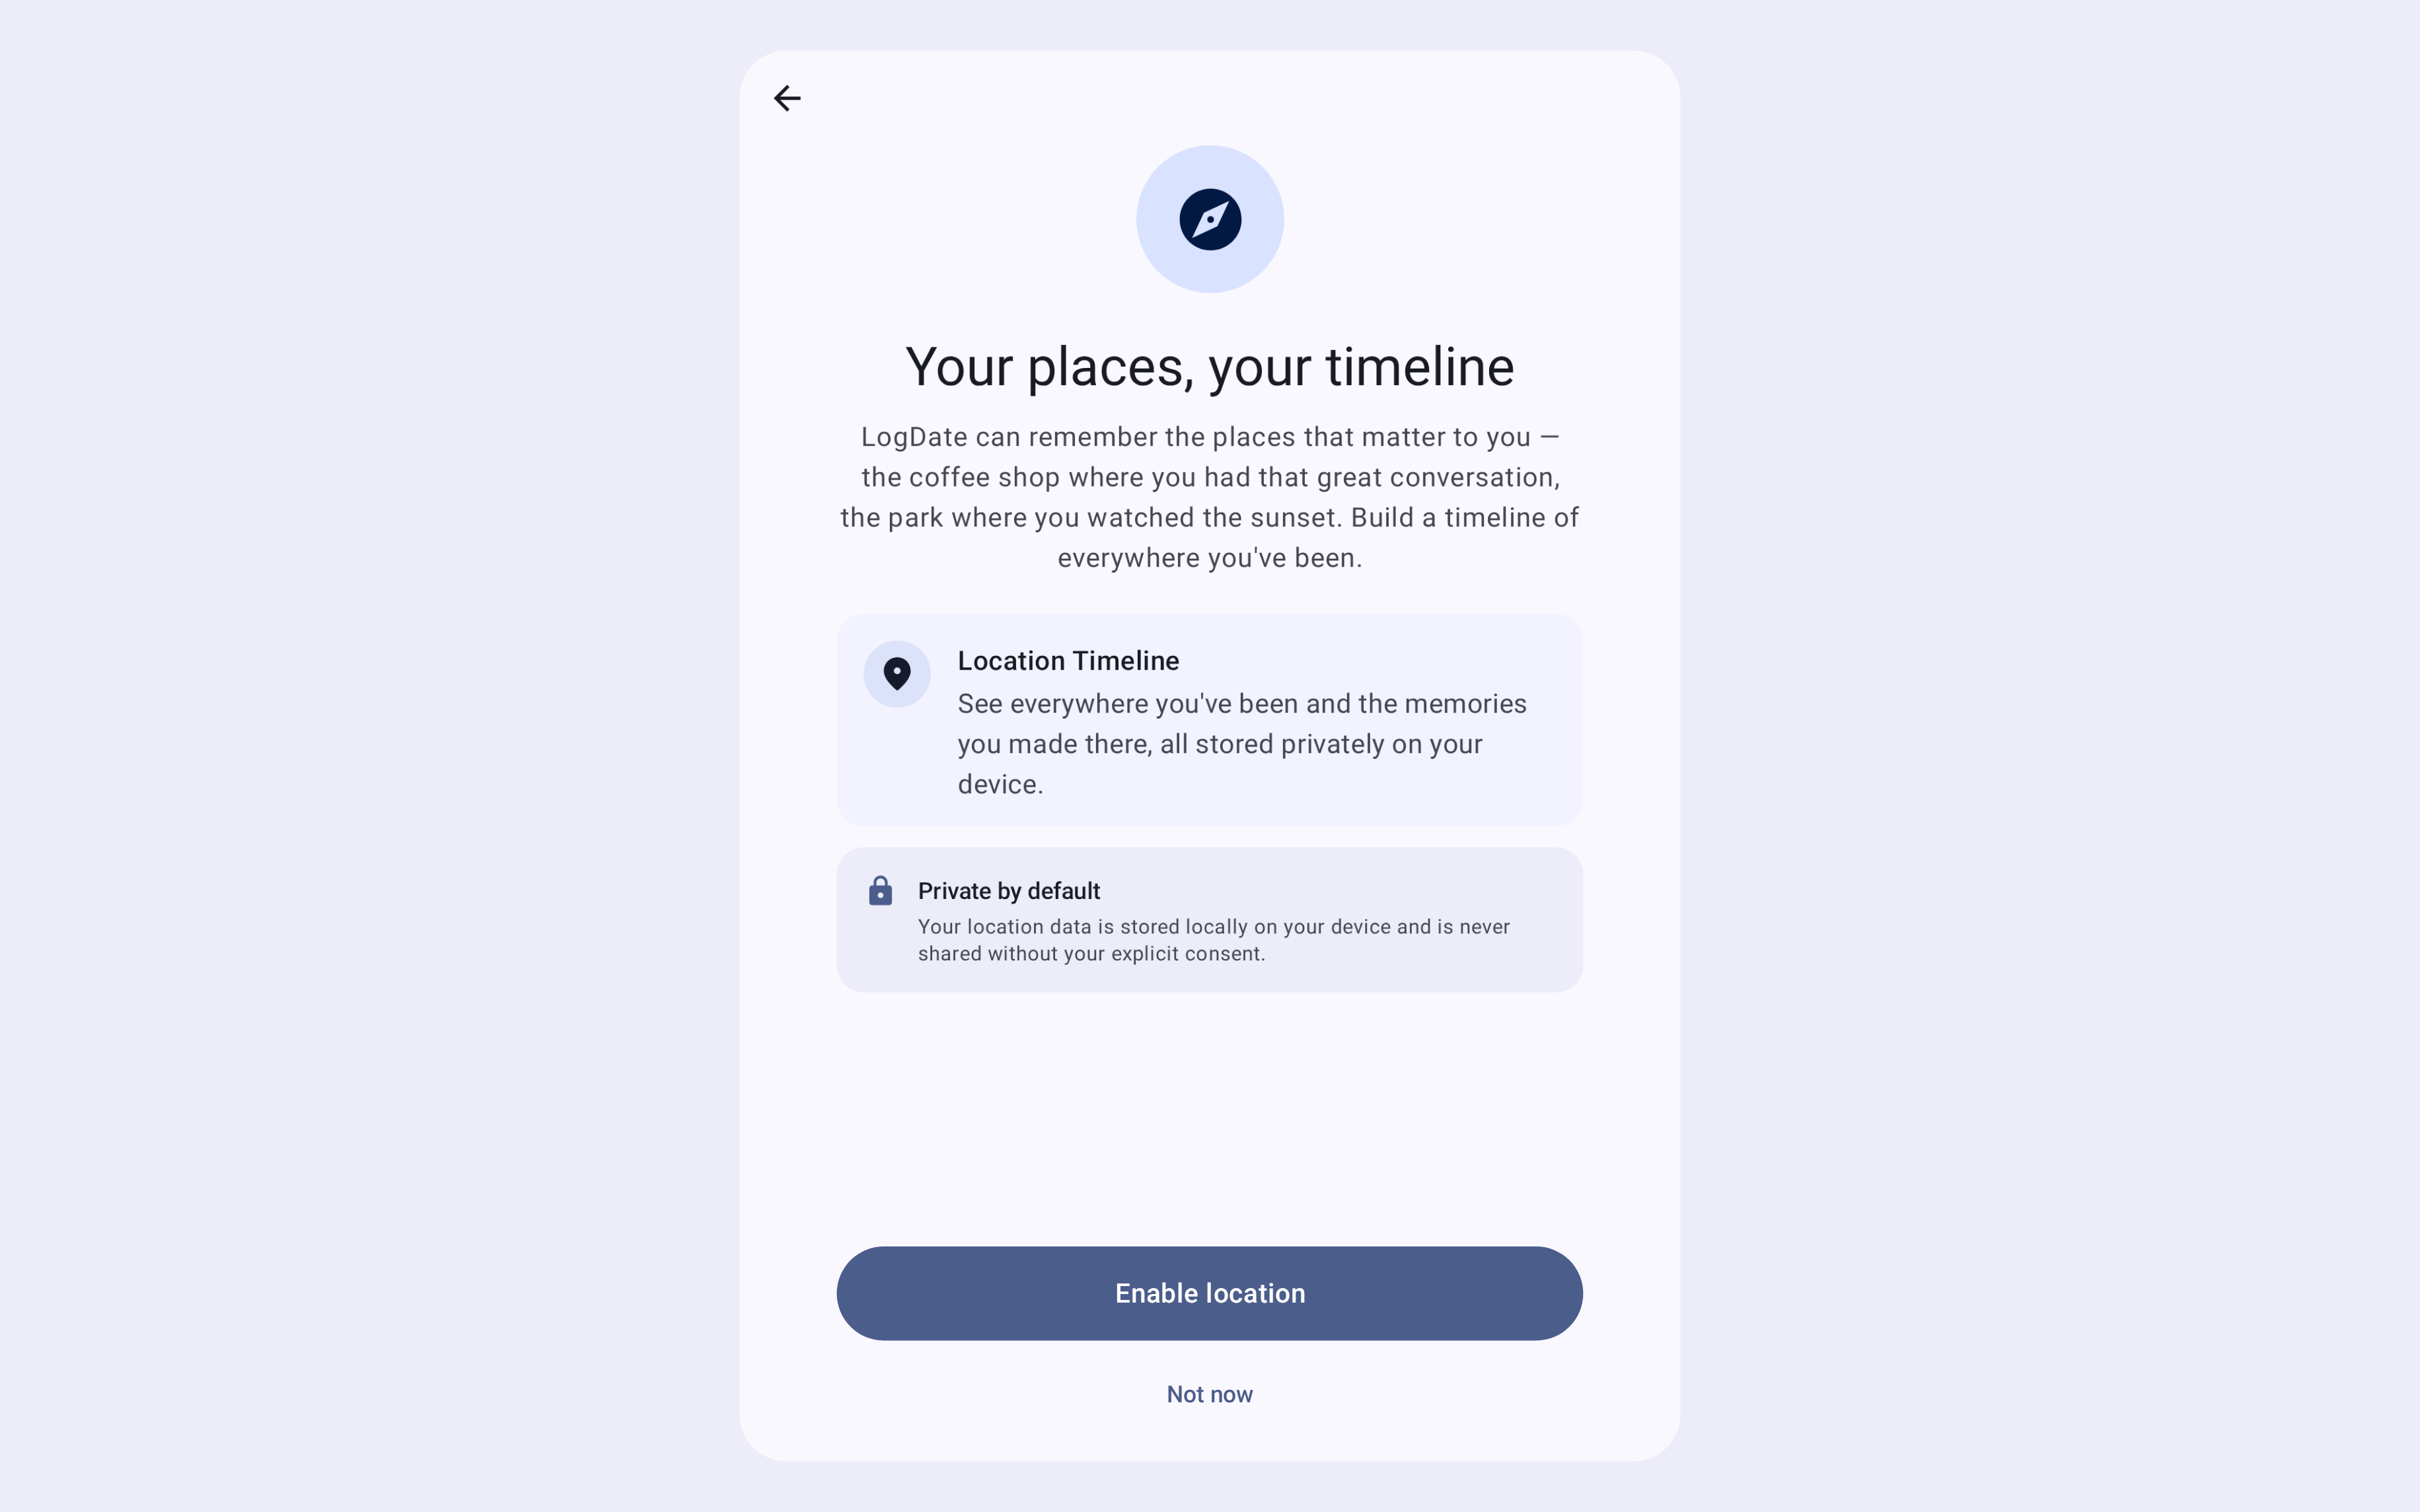 Your places, your timeline
LogDate can remember the places that matter to you —
the coffee shop where you had that great conversation,
the park where you watched the sunset. Build a timeline of
everywhere you've been.
Location Timeline
See everywhere you've been and the memories
you made there, all stored privately on your
device.
Private by default
Your location data is stored locally on your device and is never
shared without your explicit consent.
Enable location
Not now